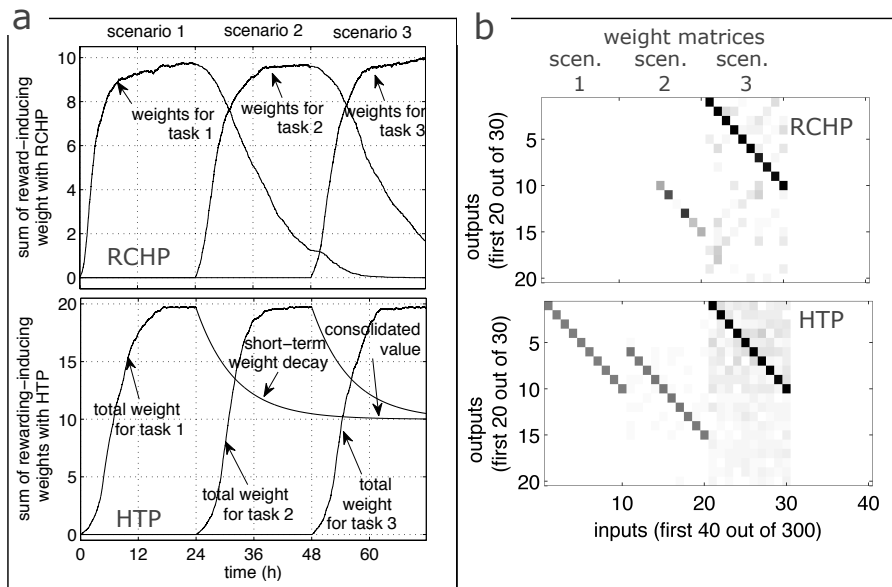 a
scenario 1 scenario 2 scenario 3
10
8
6
4
2
0
sum of reward−inducing
weight with RCHP
weights for
task 1
weights for
task 2
weights for
task 3
RCHP
20
15
10
5
0
sum of rewarding−inducing
weights with HTP
total weight
for task 1
short−term
weight decay
consolidated
value
total weight
for task 2
total
weight
for task 3
HTP
0 12 24 36 48 60
time (h)
b
weight matrices
scen. scen. scen.
1 2 3
RCHP
5
10
15
20
outputs
(first 20 out of 30)
HTP
5
10
15
20
outputs
(first 20 out of 30)
10 20 30 40
inputs (first 40 out of 300)